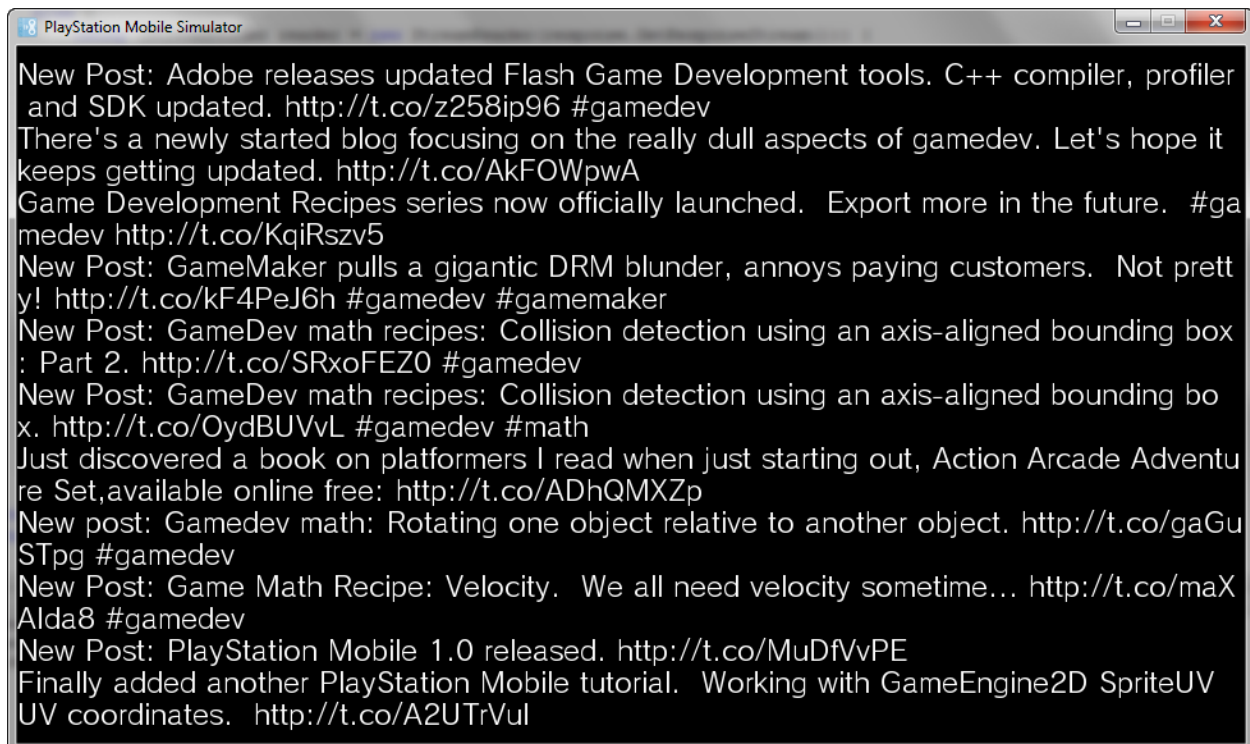 PlayStation Mobile Simulator
New Post: Adobe releases updated Flash Game Development tools. C++ compiler, profiler
and SDK updated. http://t.co/z258ip96 #gamedev
There's a newly started blog focusing on the really dull aspects of gamedev. Let's hope it
keeps getting updated. http://t.co/AkFOWpwA
Game Development Recipes series now officially launched.  Export more in the future.  #ga
medev http://t.co/KqiRszv5
New Post: GameMaker pulls a gigantic DRM blunder, annoys paying customers.  Not prett
y! http://t.co/kF4PeJ6h #gamedev #gamemaker
New Post: GameDev math recipes: Collision detection using an axis-aligned bounding box
: Part 2. http://t.co/SRxoFEZ0 #gamedev
New Post: GameDev math recipes: Collision detection using an axis-aligned bounding bo
x. http://t.co/OydBUVvL #gamedev #math
Just discovered a book on platformers I read when just starting out, Action Arcade Adventu
re Set,available online free: http://t.co/ADhQMXZp
New post: Gamedev math: Rotating one object relative to another object. http://t.co/gaGu
STpg #gamedev
New Post: Game Math Recipe: Velocity.  We all need velocity sometime... http://t.co/maX
Alda8 #gamedev
New Post: PlayStation Mobile 1.0 released. http://t.co/MuDfVvPE
Finally added another PlayStation Mobile tutorial.  Working with GameEngine2D SpriteUV
UV coordinates.  http://t.co/A2UTrVul